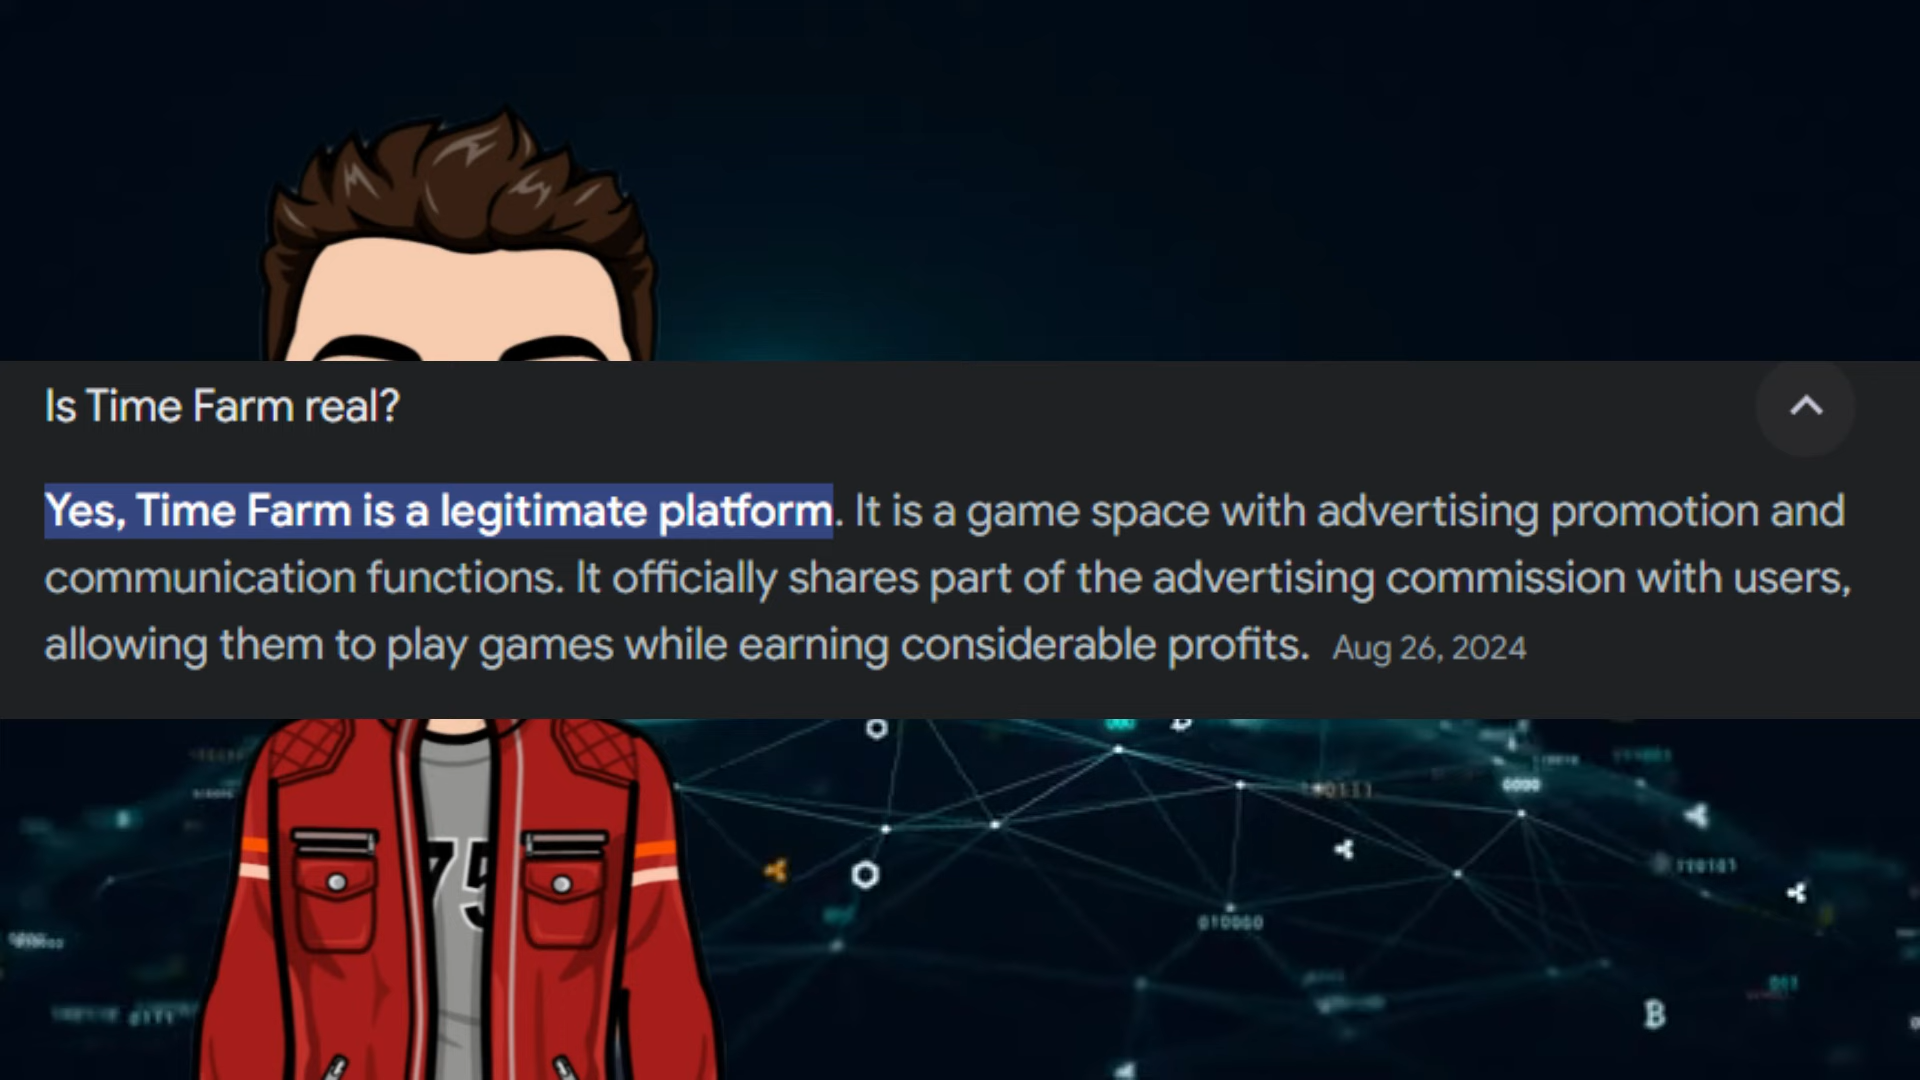 Is Time Farm real?
Yes, Time Farm is a legitimate platform. It is a game space with advertising promotion and
communication functions. It officially shares part of the advertising commission with users,
allowing them to play games while earning considerable profits. Aug 26, 2024
75
010000